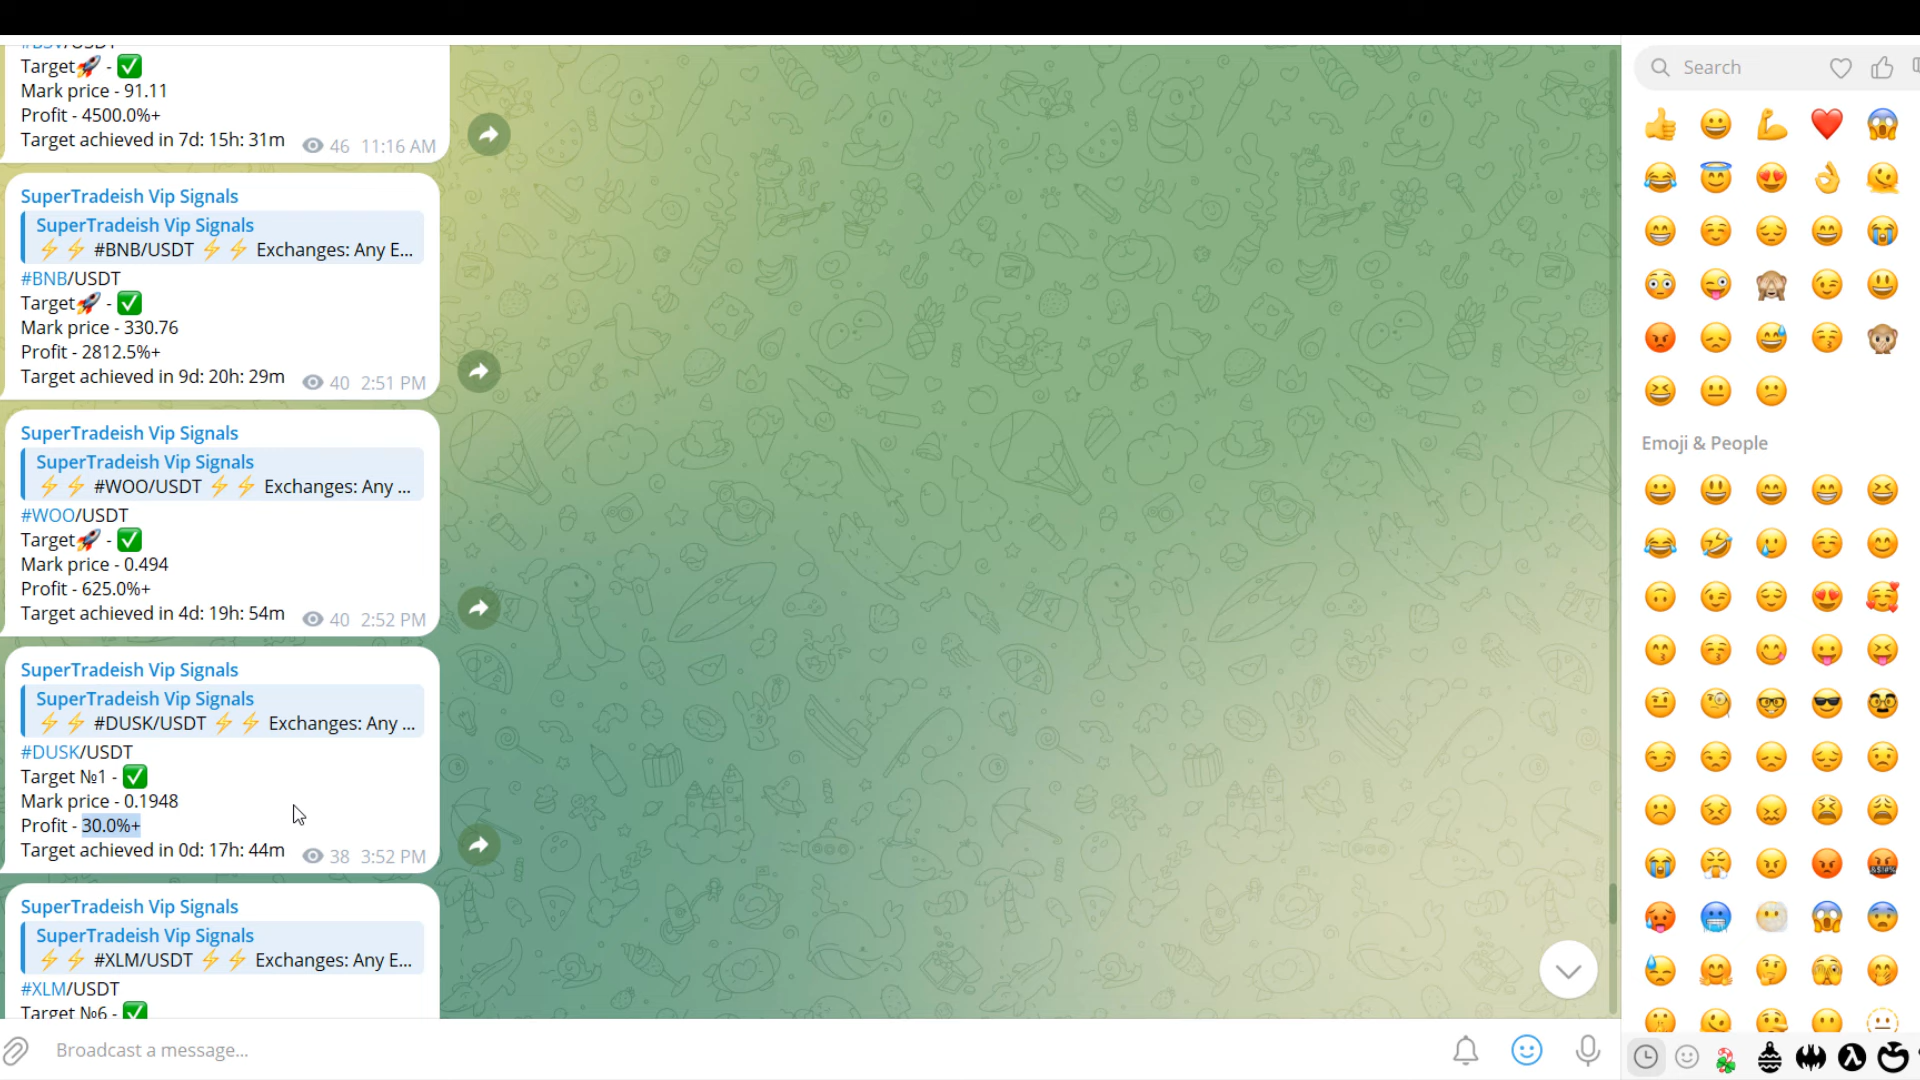 #BSV/USDT
Target🚀 - ✅
Mark price - 91.11
Profit - 4500.0%+
Target achieved in 7d: 15h: 31m 46 11:16 AM
SuperTradeish Vip Signals
SuperTradeish Vip Signals
⚡ ⚡ #BNB/USDT ⚡ ⚡ Exchanges: Any E...
#BNB/USDT
Target🚀 - ✅
Mark price - 330.76
Profit - 2812.5%+
Target achieved in 9d: 20h: 29m 40 2:51 PM
SuperTradeish Vip Signals
SuperTradeish Vip Signals
⚡ ⚡ #WOO/USDT ⚡ ⚡ Exchanges: Any ...
#WOO/USDT
Target🚀 - ✅
Mark price - 0.494
Profit - 625.0%+
Target achieved in 4d: 19h: 54m 40 2:52 PM
SuperTradeish Vip Signals
SuperTradeish Vip Signals
⚡ ⚡ #DUSK/USDT ⚡ ⚡ Exchanges: Any ...
#DUSK/USDT
Target №1 - ✅
Mark price - 0.1948
Profit - 30.0%+
Target achieved in 0d: 17h: 44m 38 3:52 PM
SuperTradeish Vip Signals
SuperTradeish Vip Signals
⚡ ⚡ #XLM/USDT ⚡ ⚡ Exchanges: Any E...
#XLM/USDT
Target №6 - ✅
Broadcast a message...
Search
Emoji & People